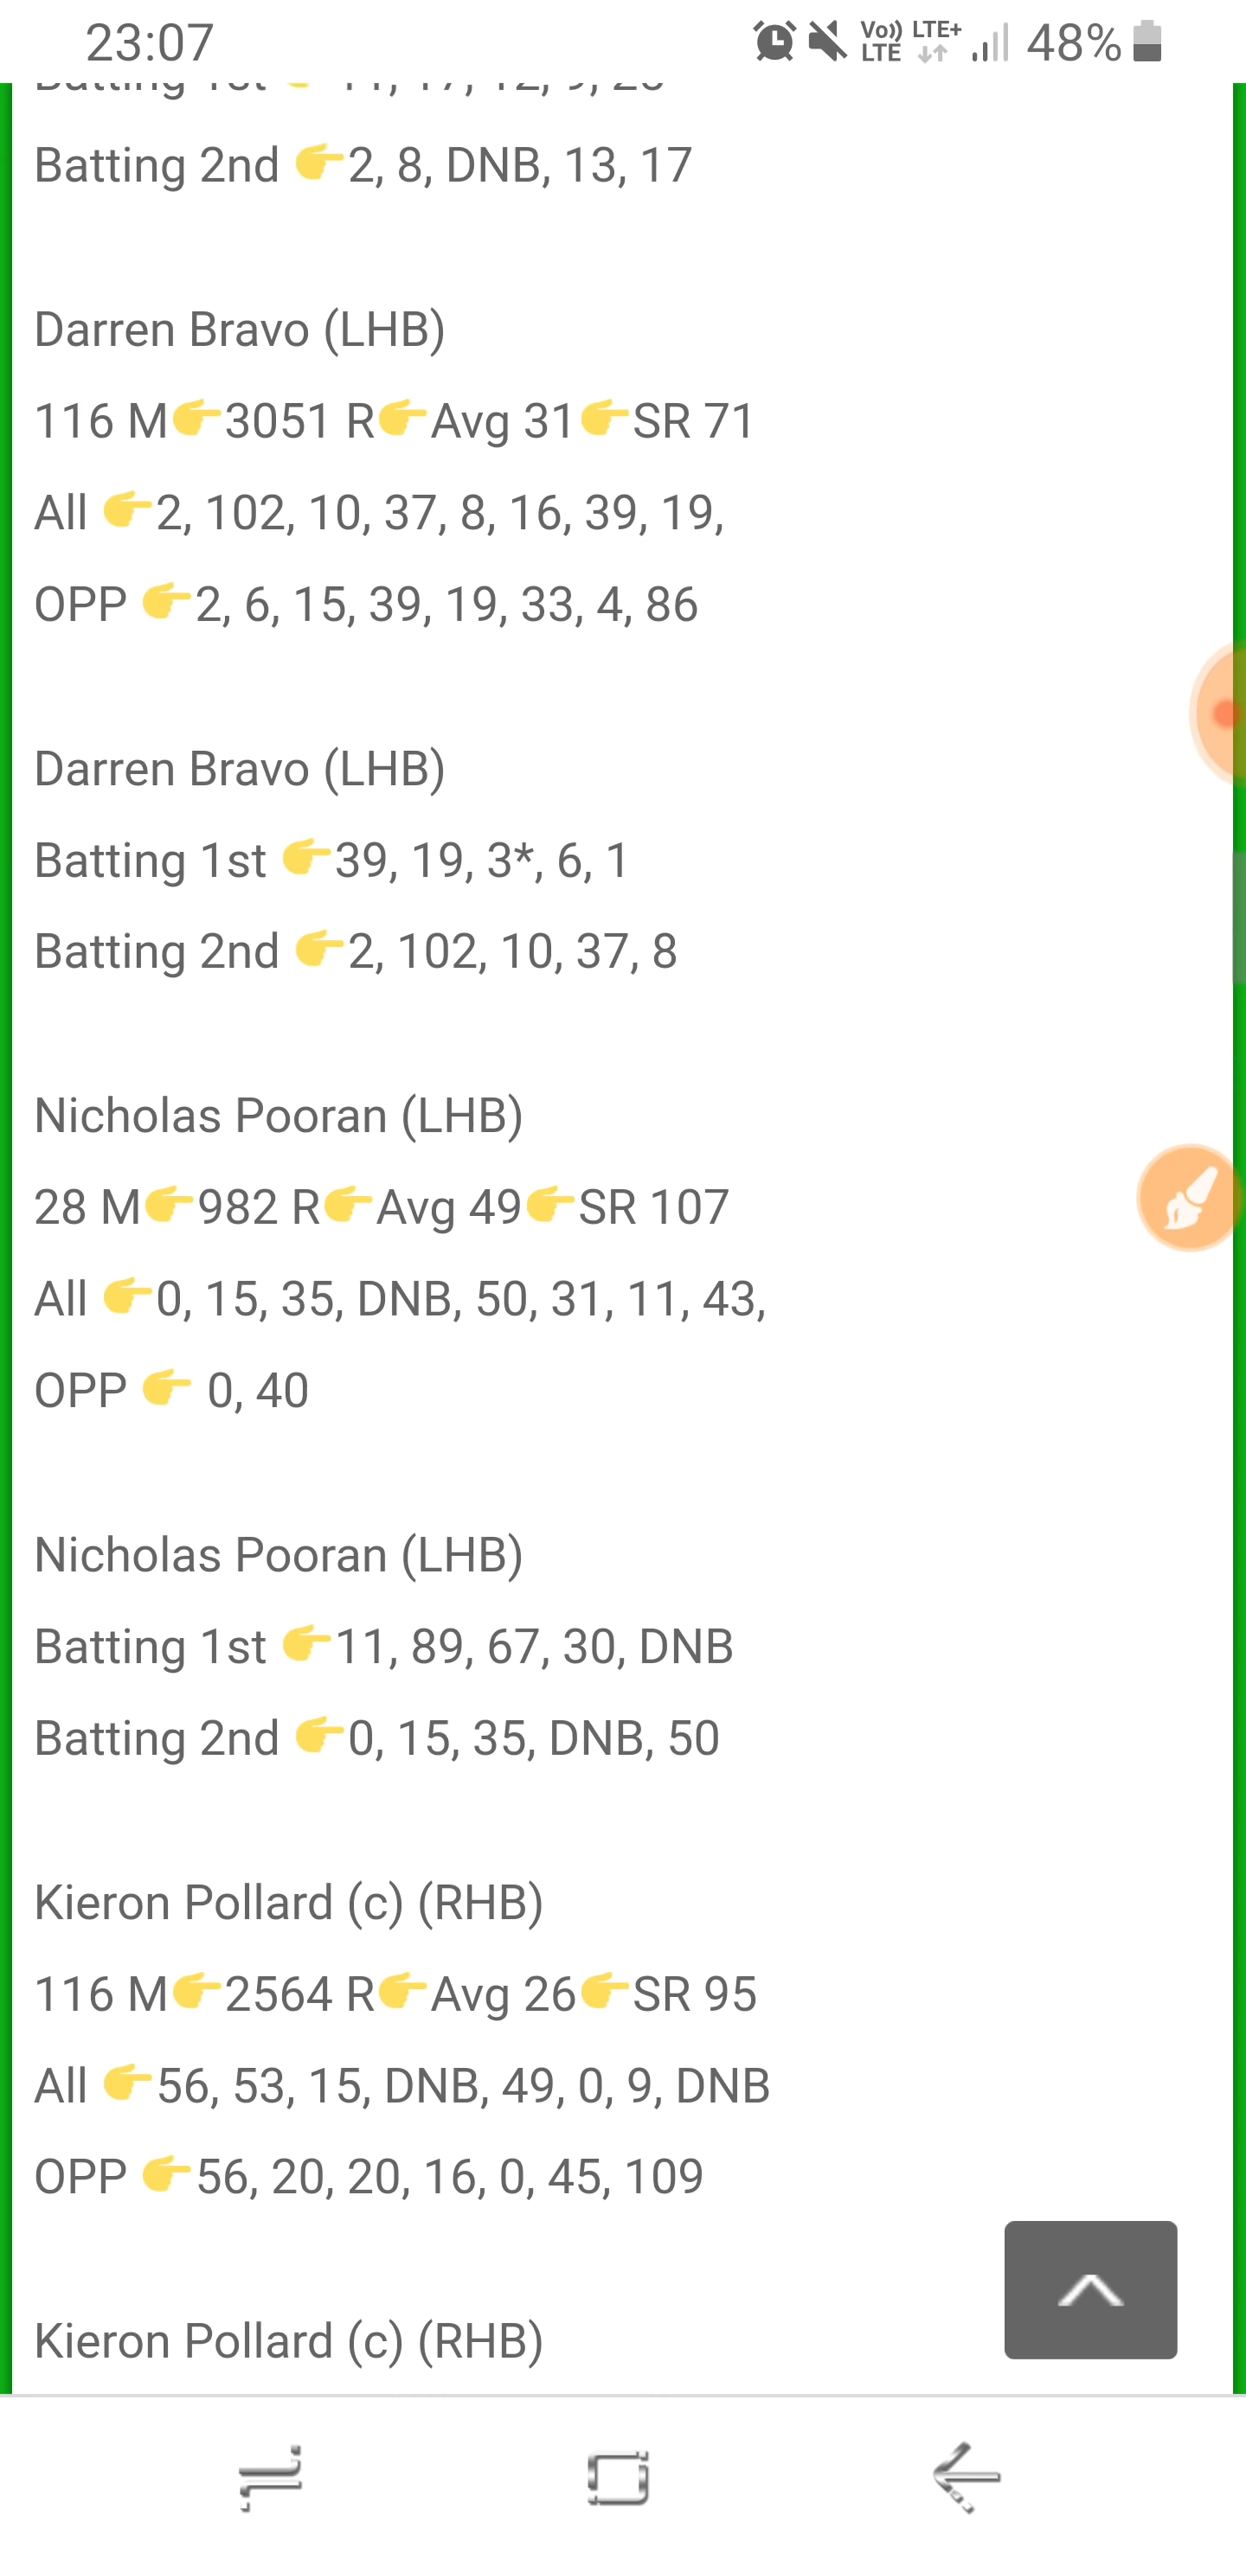 23:07 Vo)) LTE LTE+ 48%
Batting 2nd 👉2, 8, DNB, 13, 17
Darren Bravo (LHB)
116 M👉3051 R👉Avg 31👉SR 71
All 👉2, 102, 10, 37, 8, 16, 39, 19,
OPP 👉2, 6, 15, 39, 19, 33, 4, 86
Darren Bravo (LHB)
Batting 1st 👉39, 19, 3*, 6, 1
Batting 2nd 👉2, 102, 10, 37, 8
Nicholas Pooran (LHB)
28 M👉982 R👉Avg 49👉SR 107
All 👉0, 15, 35, DNB, 50, 31, 11, 43,
OPP 👉 0, 40
Nicholas Pooran (LHB)
Batting 1st 👉11, 89, 67, 30, DNB
Batting 2nd 👉0, 15, 35, DNB, 50
Kieron Pollard (c) (RHB)
116 M👉2564 R👉Avg 26👉SR 95
All 👉56, 53, 15, DNB, 49, 0, 9, DNB
OPP 👉56, 20, 20, 16, 0, 45, 109
Kieron Pollard (c) (RHB)